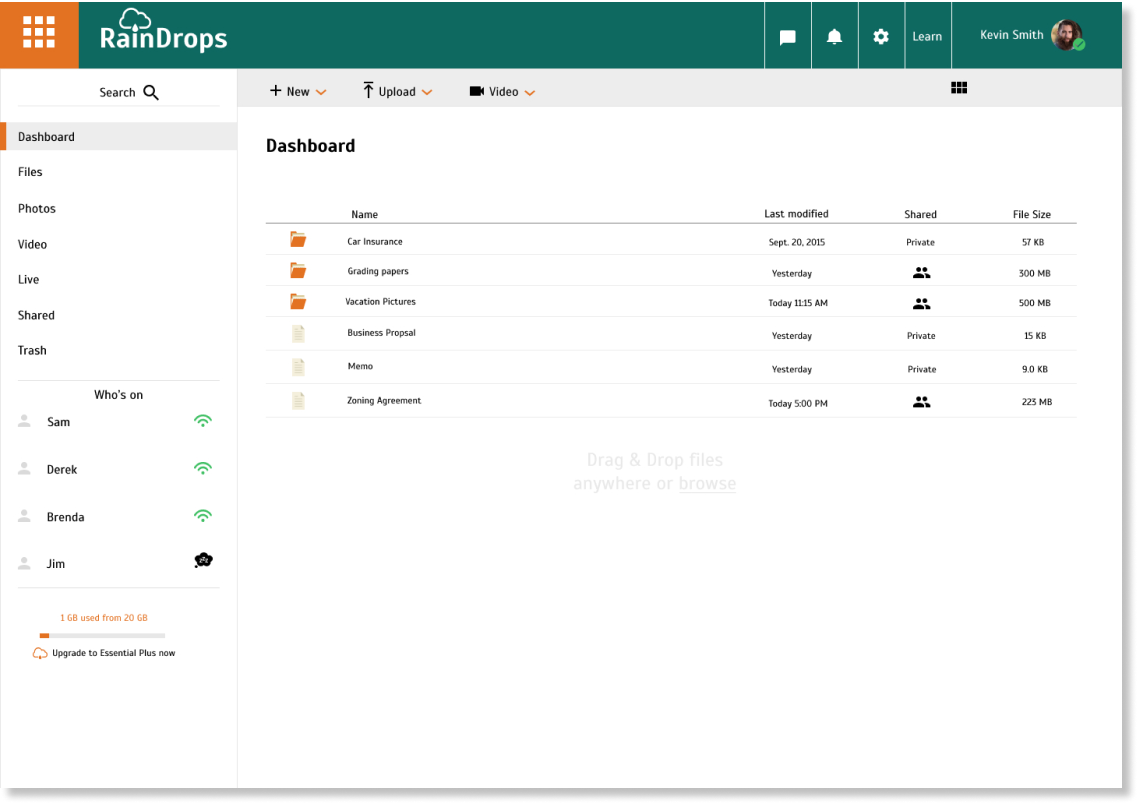 RainDrops
Learn
Kevin Smith
Search
New
Upload
Video
Dashboard
Files
Photos
Video
Live
Shared
Trash
Who's on
Sam
Derek
Brenda
Jim
1 GB used from 20 GB
Upgrade to Essential Plus now
Dashboard
Name Last modified Shared File Size
Car Insurance Sept. 20, 2015 Private 57 KB
Grading papers Yesterday 300 MB
Vacation Pictures Today 11:15 AM 500 MB
Business Propsal Yesterday Private 15 KB
Memo Yesterday Private 9.0 KB
Zoning Agreement Today 5:00 PM 223 MB
Drag & Drop files
anywhere or browse